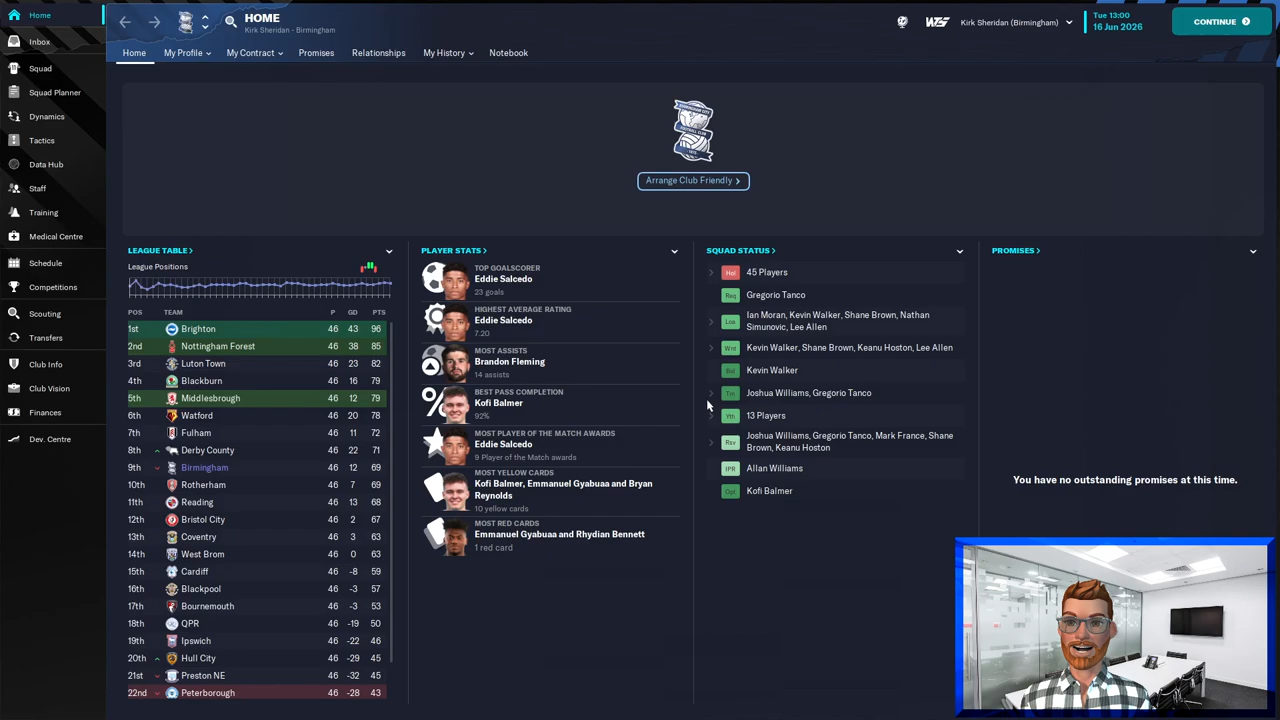 Home
HOME
Kirk Sheridan - Birmingham
Kirk Sheridan (Birmingham)
Tue 13:00
16 Jun 2026
CONTINUE
Home
My Profile
My Contract
Promises
Relationships
My History
Notebook
Inbox
Squad
Squad Planner
Dynamics
Tactics
Data Hub
Staff
Training
Medical Centre
Schedule
Competitions
Scouting
Transfers
Club Info
Club Vision
Finances
Dev. Centre
Arrange Club Friendly
LEAGUE TABLE
League Positions
POS TEAM P GD PTS
1st Brighton 46 43 96
2nd Nottingham Forest 46 38 85
3rd Luton Town 46 23 82
4th Blackburn 46 16 79
5th Middlesbrough 46 12 79
6th Watford 46 20 78
7th Fulham 46 11 72
8th Derby County 46 22 71
9th Birmingham 46 12 69
10th Rotherham 46 7 69
11th Reading 46 13 68
12th Bristol City 46 2 67
13th Coventry 46 3 63
14th West Brom 46 0 63
15th Cardiff 46 -8 59
16th Blackpool 46 -3 57
17th Bournemouth 46 -3 53
18th QPR 46 -19 50
19th Ipswich 46 -22 46
20th Hull City 46 -29 45
21st Preston NE 46 -32 45
22nd Peterborough 46 -28 43
PLAYER STATS
TOP GOALSCORER
Eddie Salcedo
23 goals
HIGHEST AVERAGE RATING
Eddie Salcedo
7.20
MOST ASSISTS
Brandon Fleming
14 assists
BEST PASS COMPLETION
Kofi Balmer
92%
MOST PLAYER OF THE MATCH AWARDS
Eddie Salcedo
9 Player of the Match awards
MOST YELLOW CARDS
Kofi Balmer, Emmanuel Gyabuaa and Bryan
Reynolds
10 yellow cards
MOST RED CARDS
Emmanuel Gyabuaa and Rhydian Bennett
1 red card
SQUAD STATUS
Hol 45 Players
Req Gregorio Tanco
Loa Ian Moran, Kevin Walker, Shane Brown, Nathan
Simunovic, Lee Allen
Wnt Kevin Walker, Shane Brown, Keanu Hoston, Lee Allen
Bid Kevin Walker
Trn Joshua Williams, Gregorio Tanco
Yth 13 Players
Rsv Joshua Williams, Gregorio Tanco, Mark France, Shane
Brown, Keanu Hoston
IPR Allan Williams
Opt Kofi Balmer
PROMISES
You have no outstanding promises at this time.